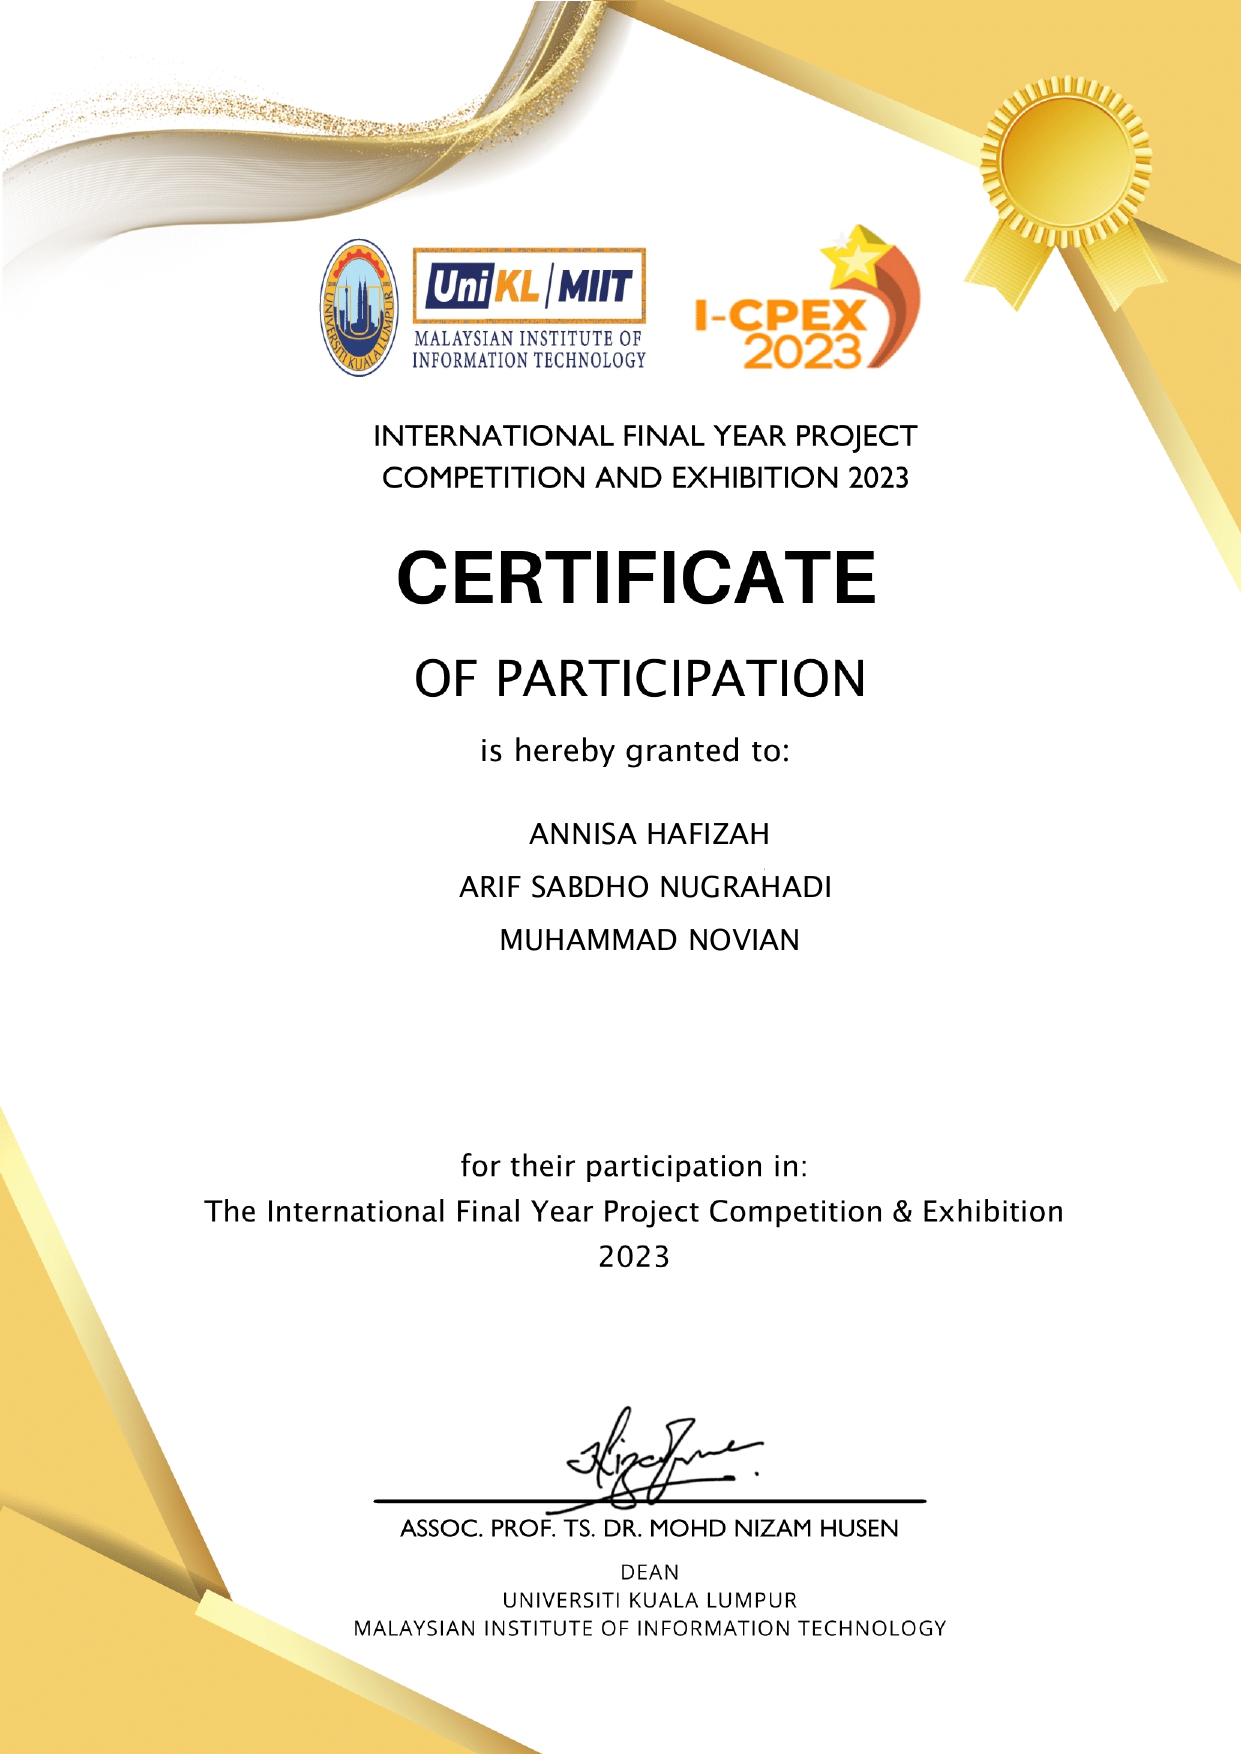 UNIVERSITI KUALA LUMPUR
UniKL | MIIT
MALAYSIAN INSTITUTE OF
INFORMATION TECHNOLOGY
I-CPEX
2023
INTERNATIONAL FINAL YEAR PROJECT
COMPETITION AND EXHIBITION 2023
CERTIFICATE
OF PARTICIPATION
is hereby granted to:
ANNISA HAFIZAH
ARIF SABDHO NUGRAHADI
MUHAMMAD NOVIAN
for their participation in:
The International Final Year Project Competition & Exhibition
2023
ASSOC. PROF. TS. DR. MOHD NIZAM HUSEN
DEAN
UNIVERSITI KUALA LUMPUR
MALAYSIAN INSTITUTE OF INFORMATION TECHNOLOGY